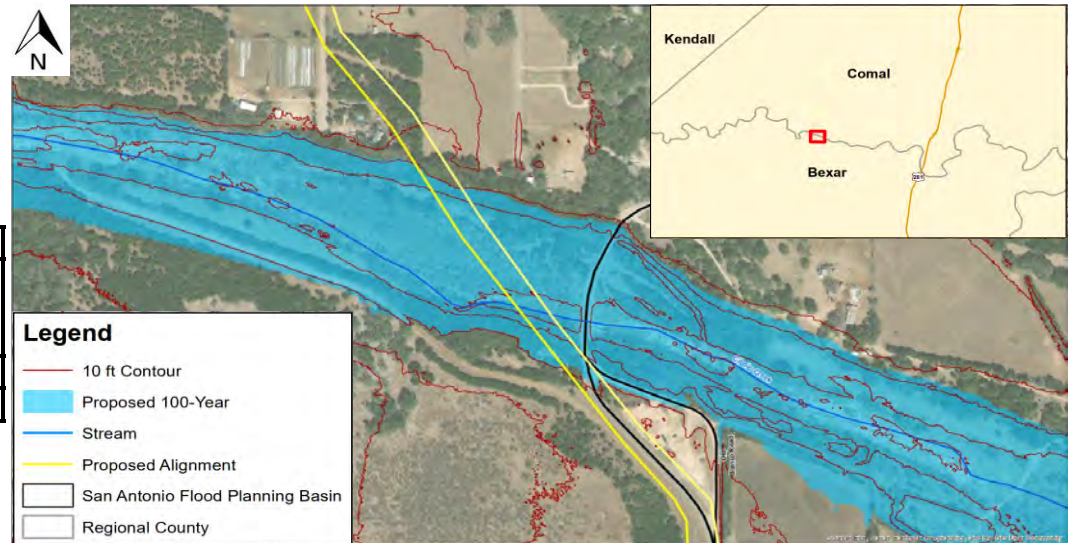 N
Kendall
Comal
Bexar
281
Legend
10 ft Contour
Proposed 100-Year
Stream
Proposed Alignment
San Antonio Flood Planning Basin
Regional County